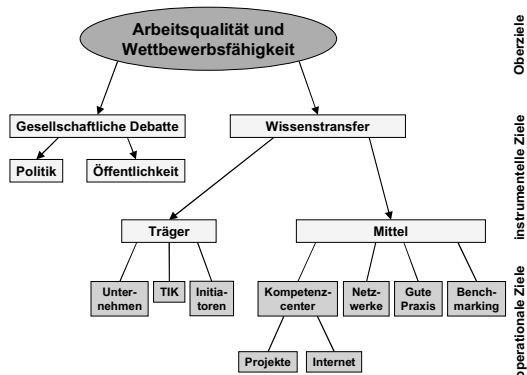 Arbeitsqualität und
Wettbewerbsfähigkeit
Oberziele
Gesellschaftliche Debatte
Wissenstransfer
Politik
Öffentlichkeit
instrumentelle Ziele
Träger
Mittel
Unter-
nehmen
TIK
Initia-
toren
Kompetenz-
center
Netz-
werke
Gute
Praxis
Bench-
marking
operationale Ziele
Projekte
Internet